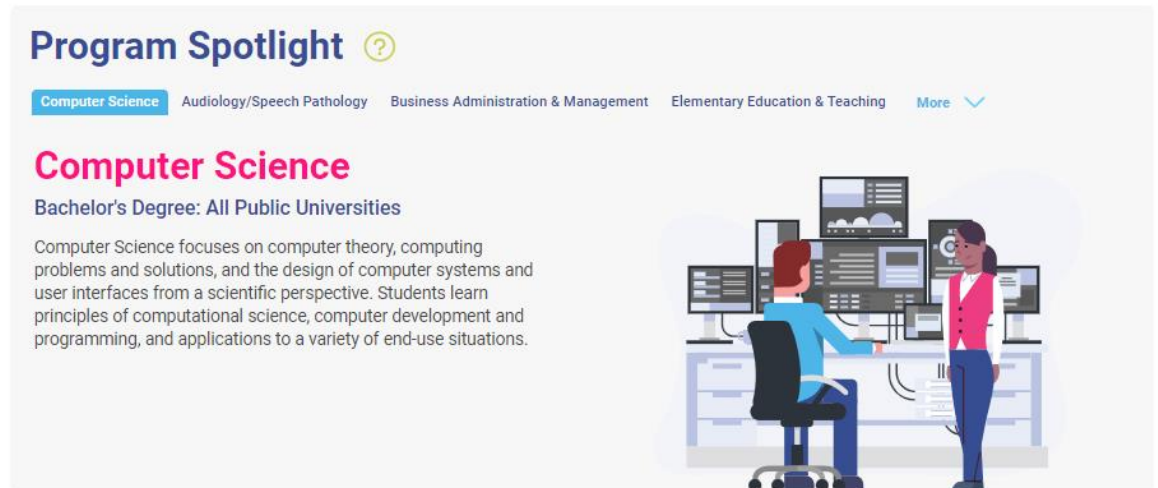 Program Spotlight ?
Computer Science Audiology/Speech Pathology Business Administration & Management Elementary Education & Teaching More
Computer Science
Bachelor's Degree: All Public Universities
Computer Science focuses on computer theory, computing
problems and solutions, and the design of computer systems and
user interfaces from a scientific perspective. Students learn
principles of computational science, computer development and
programming, and applications to a variety of end-use situations.